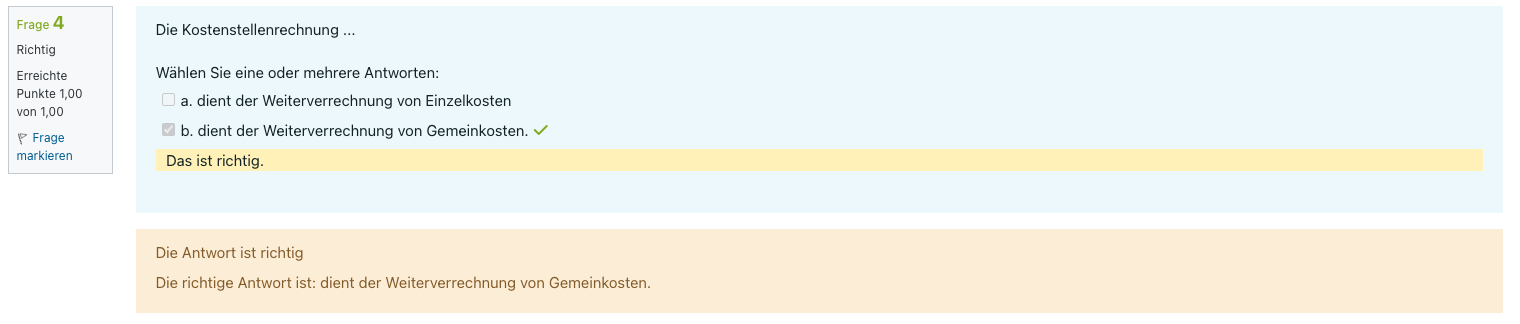 Frage 4
Richtig
Erreichte
Punkte 1,00
von 1,00
Frage
markieren
Die Kostenstellenrechnung ...
Wählen Sie eine oder mehrere Antworten:
a. dient der Weiterverrechnung von Einzelkosten
b. dient der Weiterverrechnung von Gemeinkosten.
Das ist richtig.
Die Antwort ist richtig
Die richtige Antwort ist: dient der Weiterverrechnung von Gemeinkosten.